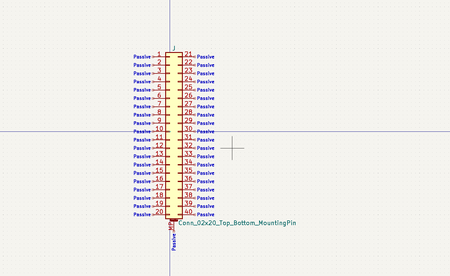 J
Passive 1 21 Passive
Passive 2 22 Passive
Passive 3 23 Passive
Passive 4 24 Passive
Passive 5 25 Passive
Passive 6 26 Passive
Passive 7 27 Passive
Passive 8 28 Passive
Passive 9 29 Passive
Passive 10 30 Passive
Passive 11 31 Passive
Passive 12 32 Passive
Passive 13 33 Passive
Passive 14 34 Passive
Passive 15 35 Passive
Passive 16 36 Passive
Passive 17 37 Passive
Passive 18 38 Passive
Passive 19 39 Passive
Passive 20 40 Passive
Conn_02x20_Top_Bottom_MountingPin
Passive